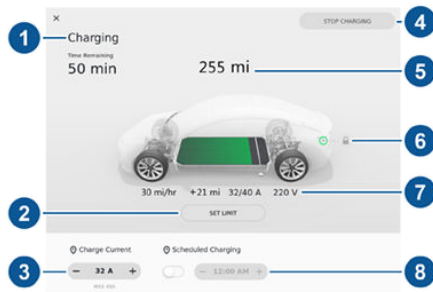 ×
STOP CHARGING
4
1
Charging
Time Remaining
50 min
255 mi
5
6
30 mi/hr +21 mi 32/40 A 220 V
7
2
SET LIMIT
Charge Current
Scheduled Charging
3
− 32 A +
− 12:00 AM +
8